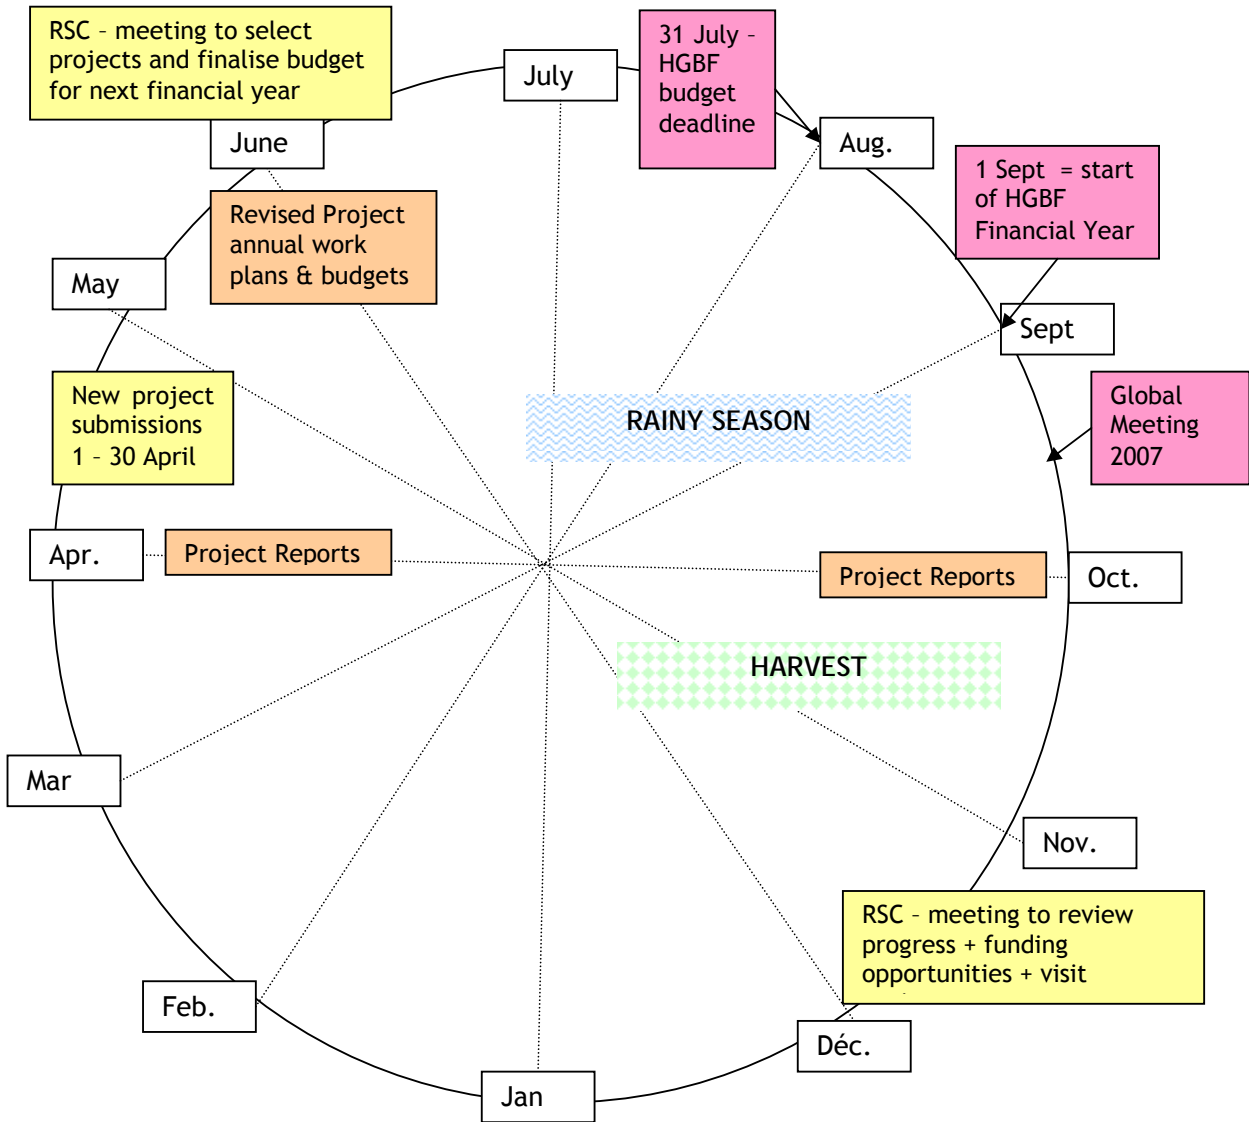 RSC - meeting to select
projects and finalise budget
for next financial year
July
31 July -
HGBF
budget
deadline
June
Aug.
1 Sept = start
of HGBF
Financial Year
Revised Project
annual work
plans & budgets
May
Sept
New project
submissions
1 - 30 April
RAINY SEASON
Global
Meeting
2007
Apr.
Project Reports
Project Reports
Oct.
HARVEST
Mar
Nov.
RSC - meeting to review
progress + funding
opportunities + visit
Feb.
Déc.
Jan